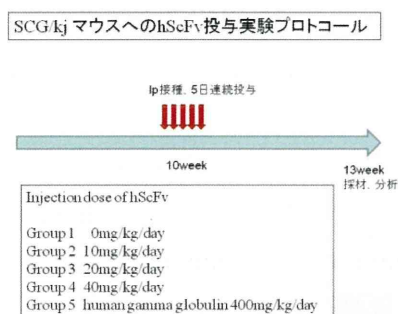 SCG/kj マウスへのhScFv投与実験プロトコール
Ip接種, 5日連続投与
10week
13week
採材, 分析
Injection dose of hScFv
Group 1 0mg/kg/day
Group 2 10mg/kg/day
Group 3 20mg/kg/day
Group 4 40mg/kg/day
Group 5 human gamma globulin 400mg/kg/day